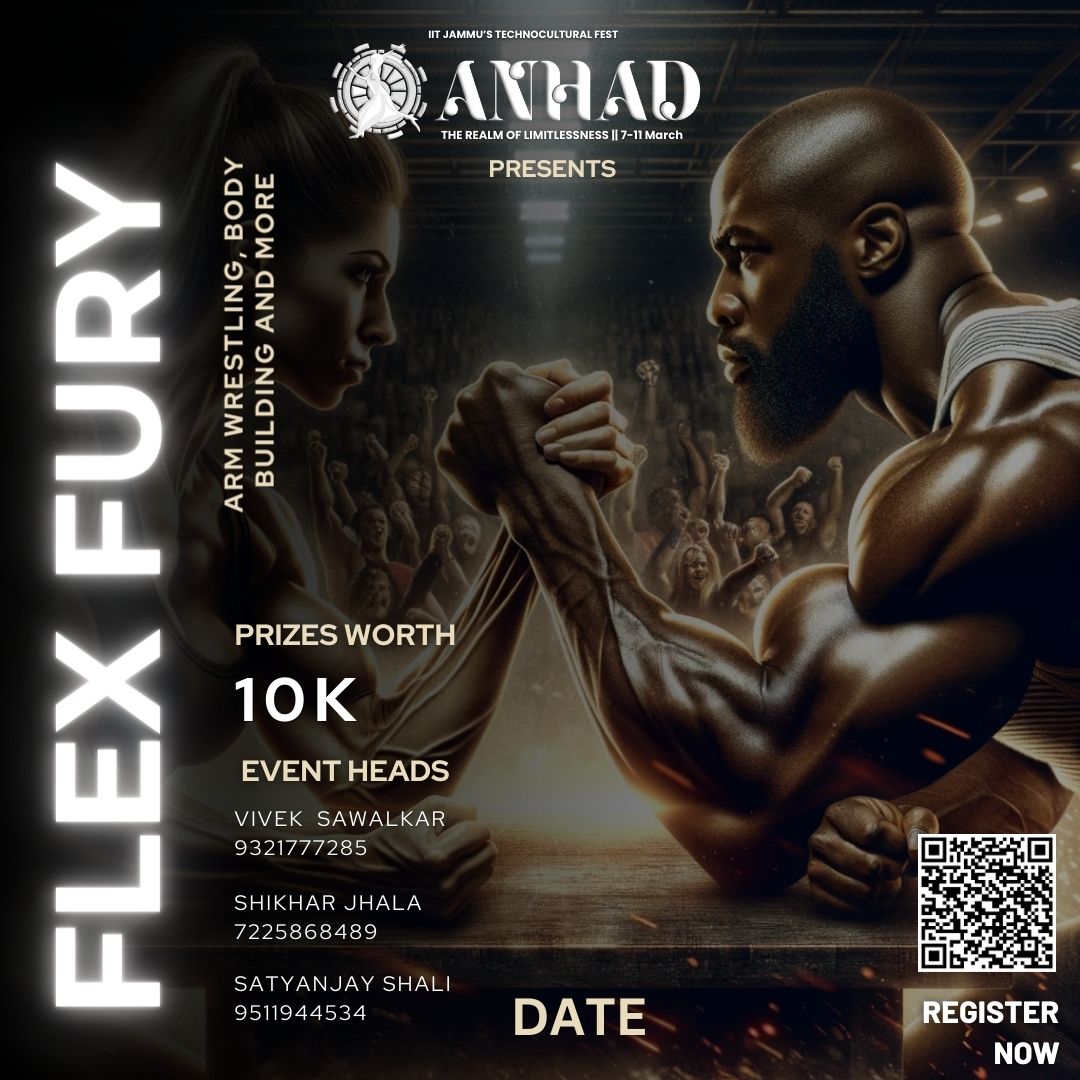 IIT JAMMU'S TECHNOCULTURAL FEST
ANHAD
THE REALM OF LIMITLESSNESS || 7-11 March
PRESENTS
FLEX FURY
ARM WRESTLING, BODY
BUILDING AND MORE
PRIZES WORTH
10K
EVENT HEADS
VIVEK SAWALKAR
9321777285
SHIKHAR JHALA
7225868489
SATYANJAY SHALI
9511944534
DATE
REGISTER
NOW